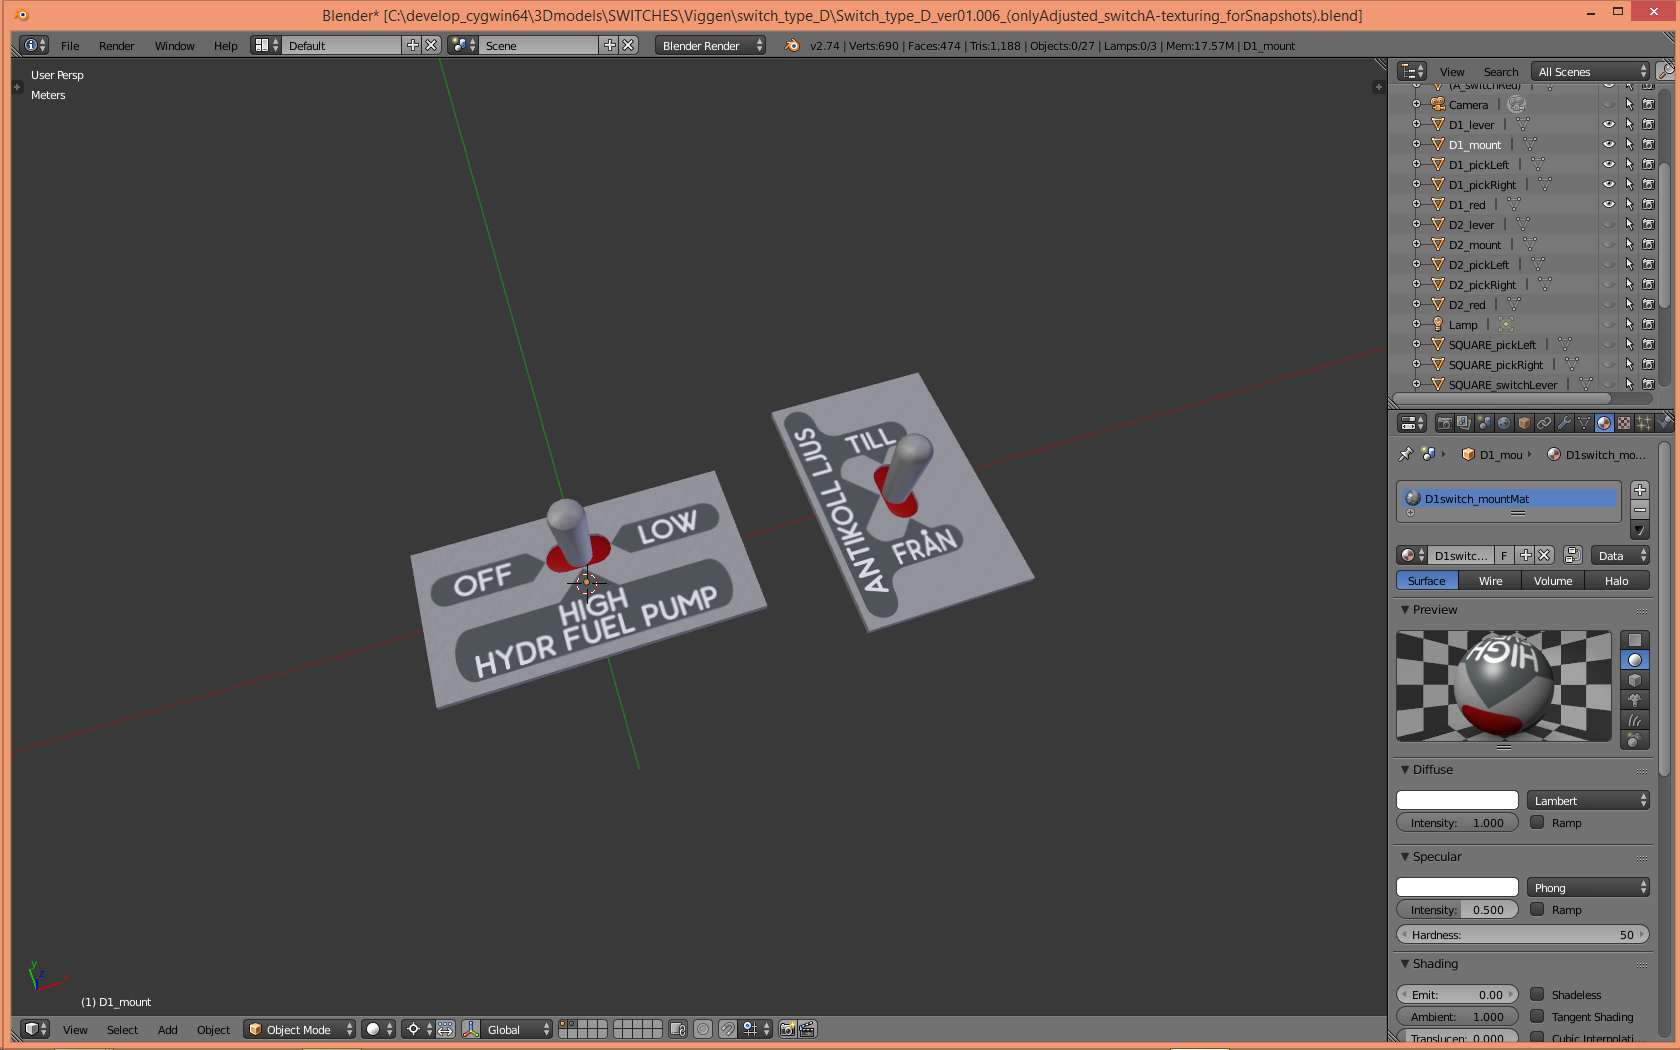 Blender* [C:\develop_cygwin64\3Dmodels\SWITCHES\Viggen\switch_type_D\Switch_type_D_ver01.006_(onlyAdjusted_switchA-texturing_forSnapshots).blend]
File Render Window Help Default Scene Blender Render v2.74 | Verts:690 | Faces:474 | Tris:1,188 | Objects:0/27 | Lamps:0/3 | Mem:17.57M | D1_mount
User Persp
Meters
OFF
LOW
HIGH
HYDR FUEL PUMP
ANTIKOLL LJUS
TILL
FRÅN
y
z
x
(1) D1_mount
View Select Add Object Object Mode Global
View Search All Scenes
(A_switchRed)
Camera
D1_lever
D1_mount
D1_pickLeft
D1_pickRight
D1_red
D2_lever
D2_mount
D2_pickLeft
D2_pickRight
D2_red
Lamp
SQUARE_pickLeft
SQUARE_pickRight
SQUARE_switchLever
D1_mou D1switch_mo...
D1switch_mountMat
D1switc... F Data
Surface Wire Volume Halo
Preview
HIGH
Diffuse
Lambert
Intensity: 1.000 Ramp
Specular
Phong
Intensity: 0.500 Ramp
Hardness: 50
Shading
Emit: 0.00 Shadeless
Ambient: 1.000 Tangent Shading
Translucen: 0.000 Cubic Interpolati...